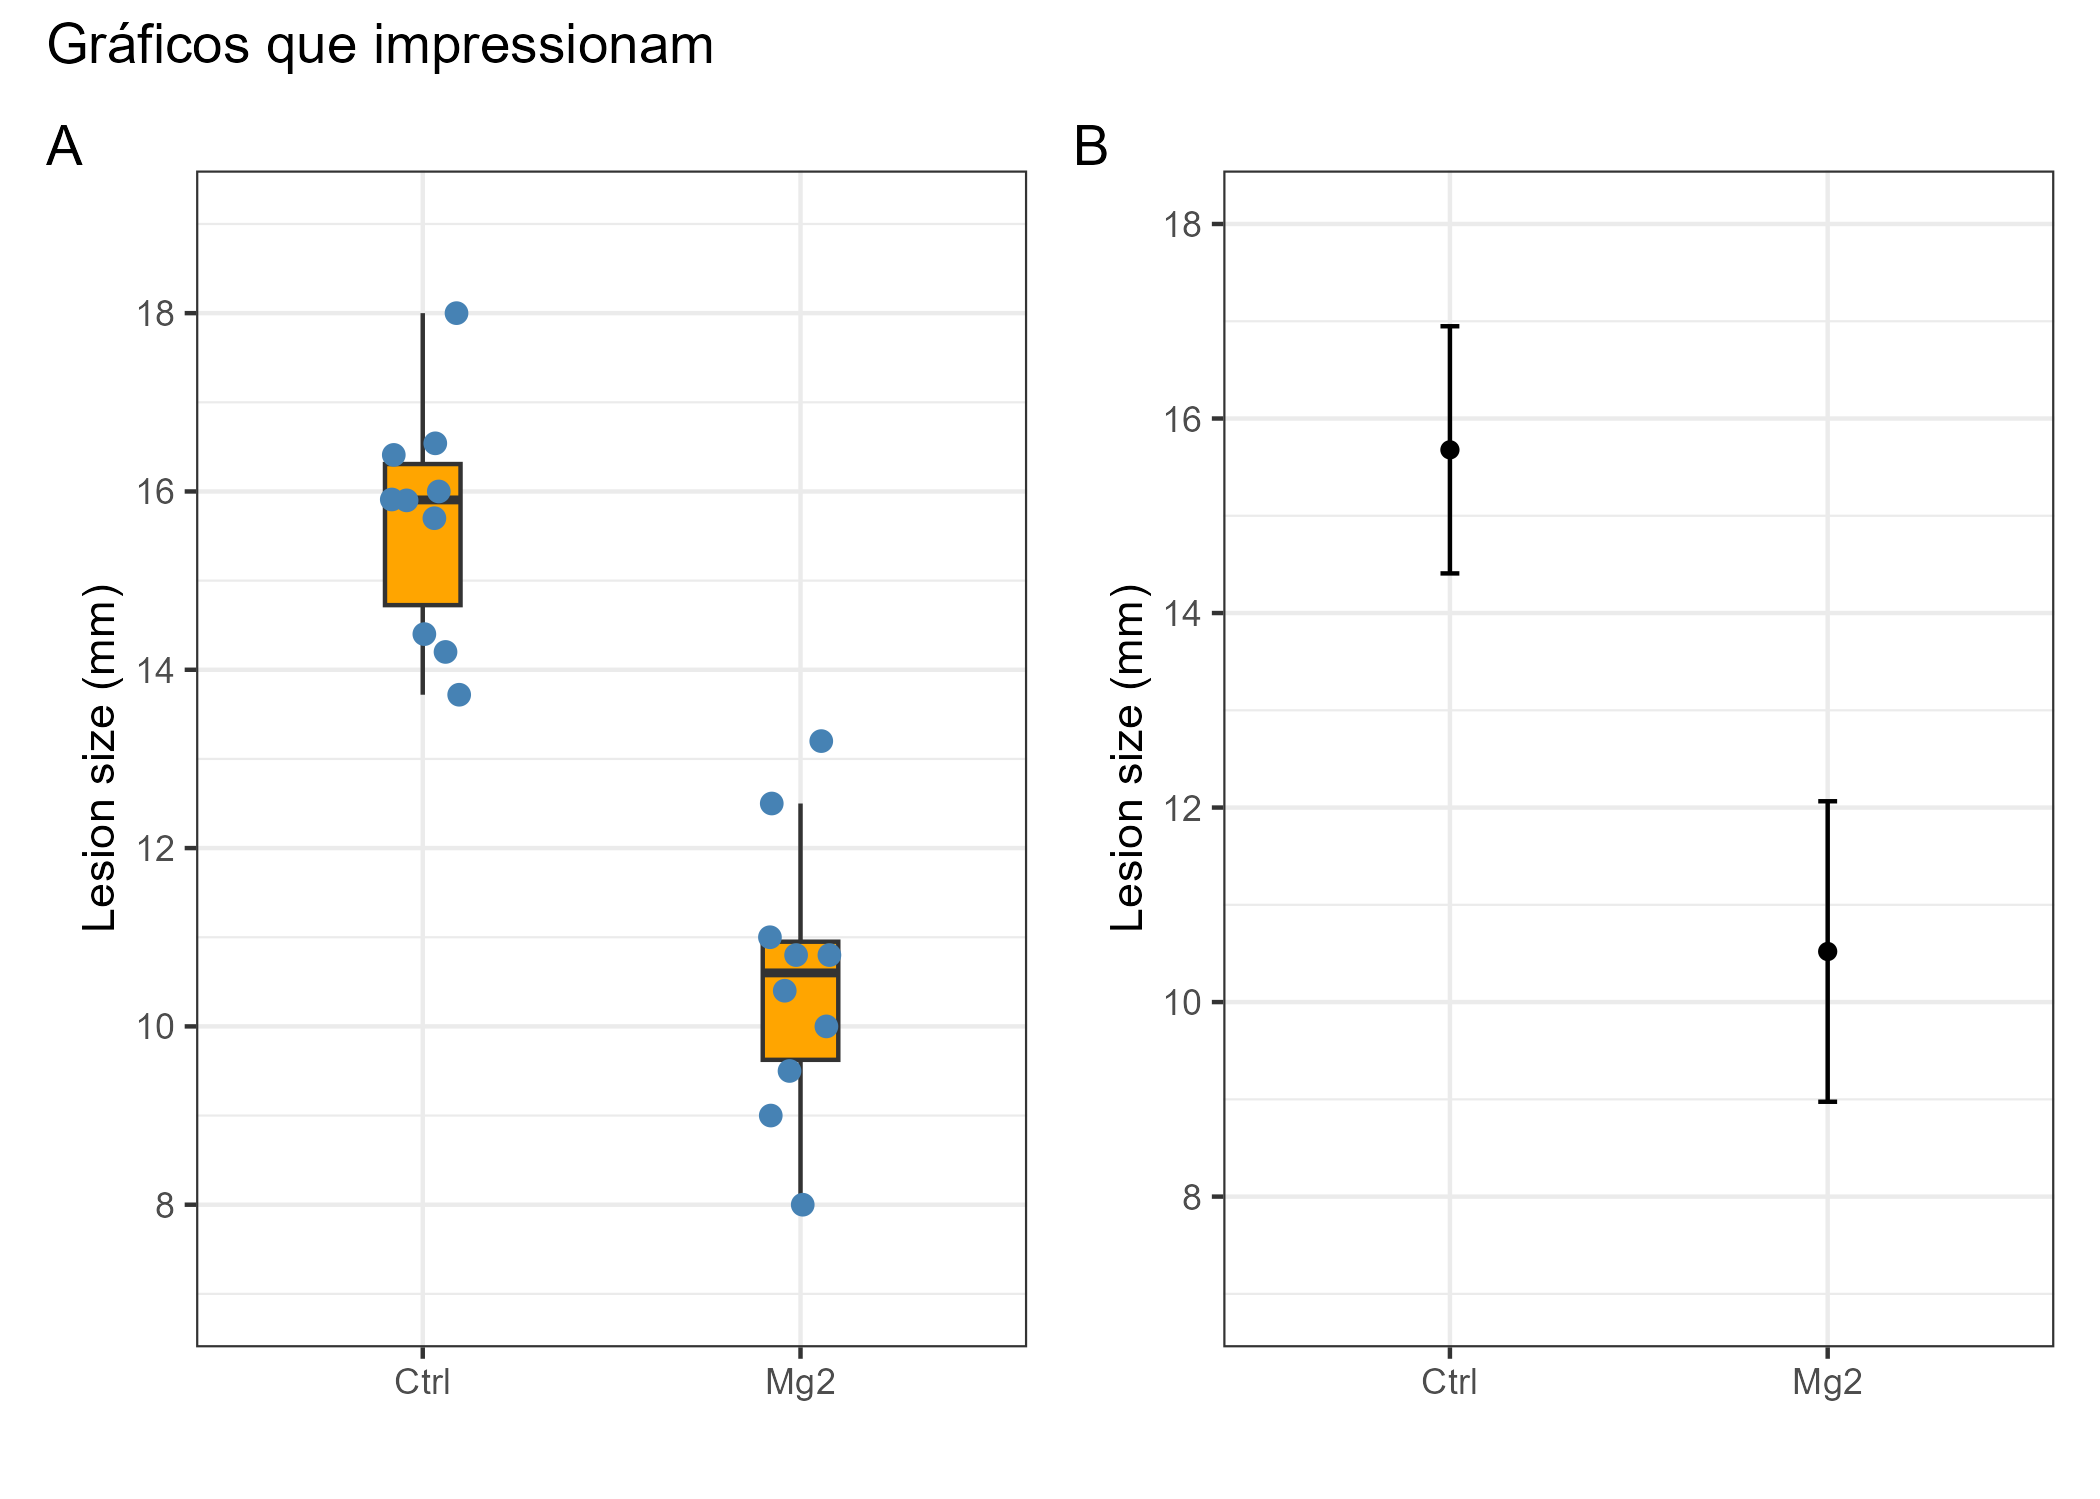 Gráficos que impressionam
A
Lesion size (mm)
18
16
14
12
10
8
Ctrl
Mg2
B
Lesion size (mm)
18
16
14
12
10
8
Ctrl
Mg2